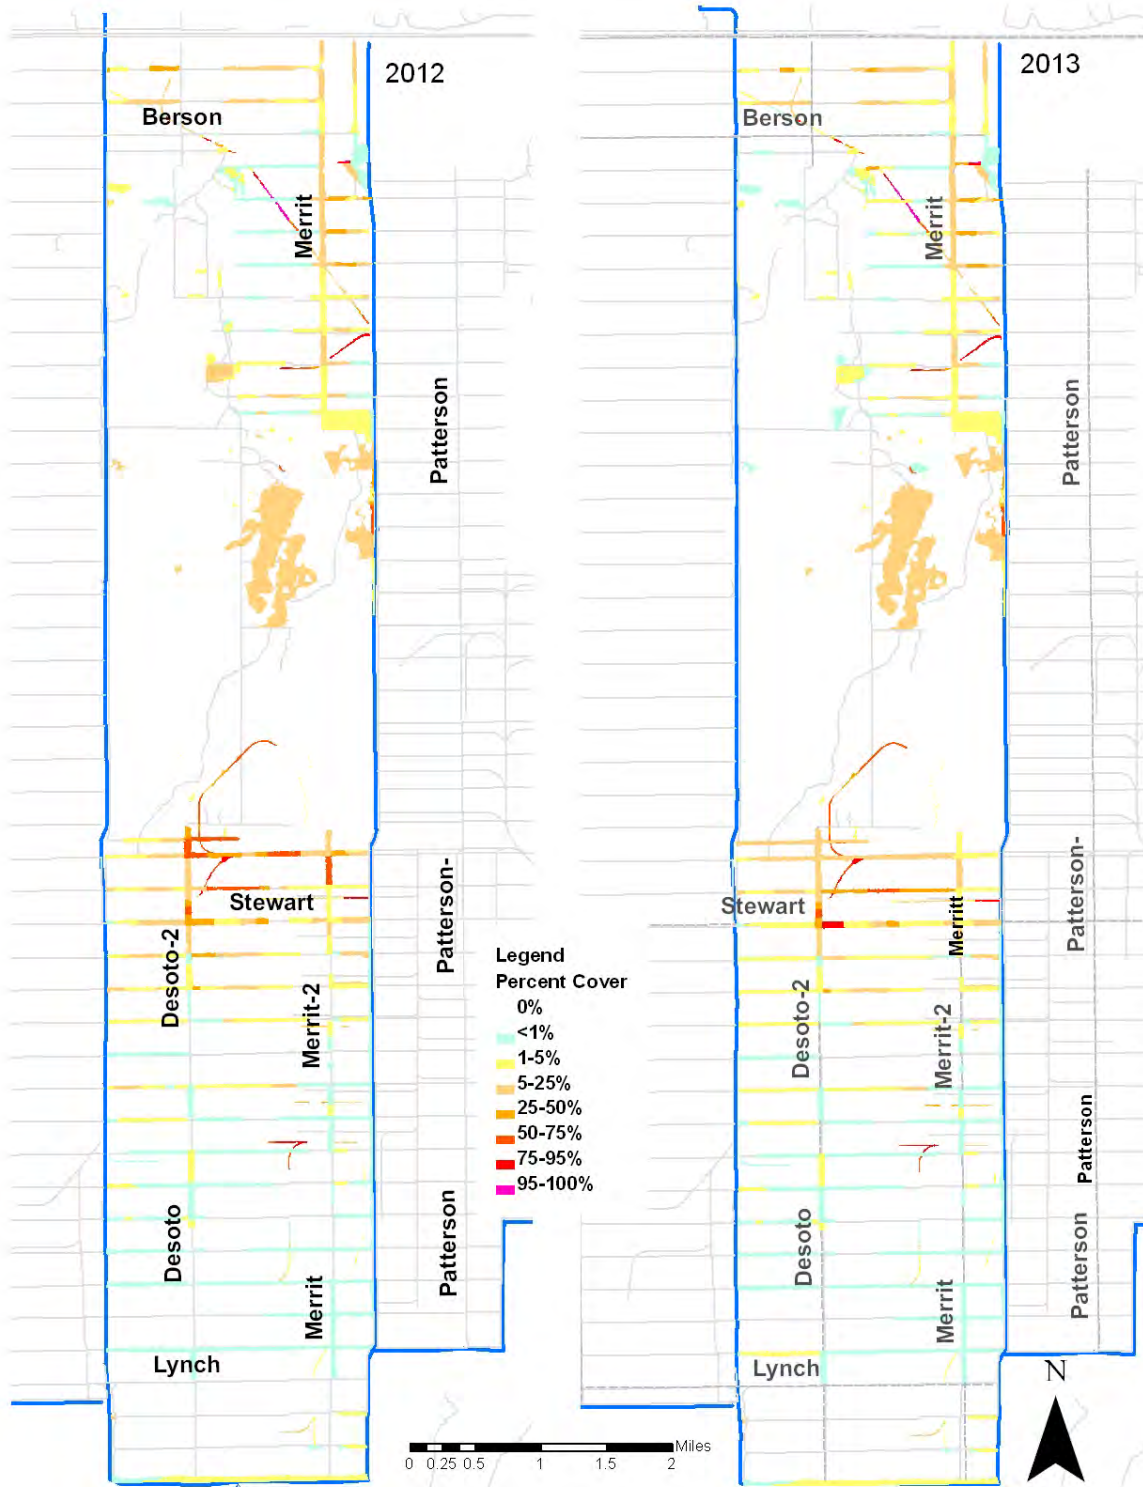 2012
Berson
Merrit
Patterson
Stewart
Patterson-
Desoto-2
Merrit-2
Desoto
Patterson
Merrit
Lynch
Legend
Percent Cover
0%
<1%
1-5%
5-25%
25-50%
50-75%
75-95%
95-100%
2013
Berson
Merrit
Patterson
Stewart
Merritt
Patterson-
Desoto-2
Merrit-2
Patterson
Desoto
Patterson
Merrit
Lynch
N
Miles
0 0.25 0.5 1 1.5 2